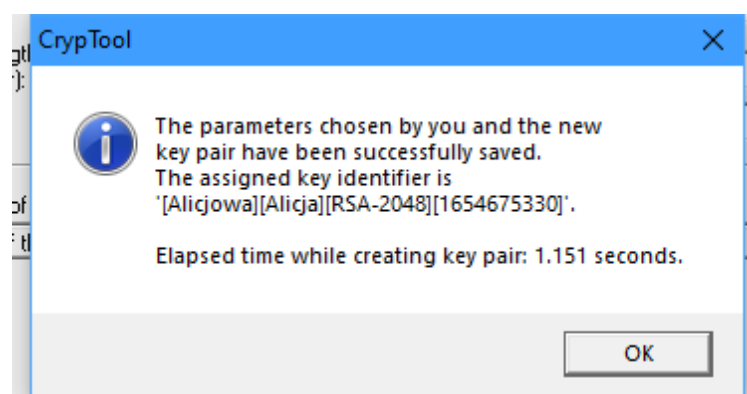 CrypTool
The parameters chosen by you and the new
key pair have been successfully saved.
The assigned key identifier is
'[Alicjowa][Alicja][RSA-2048][1654675330]'.
Elapsed time while creating key pair: 1.151 seconds.
OK